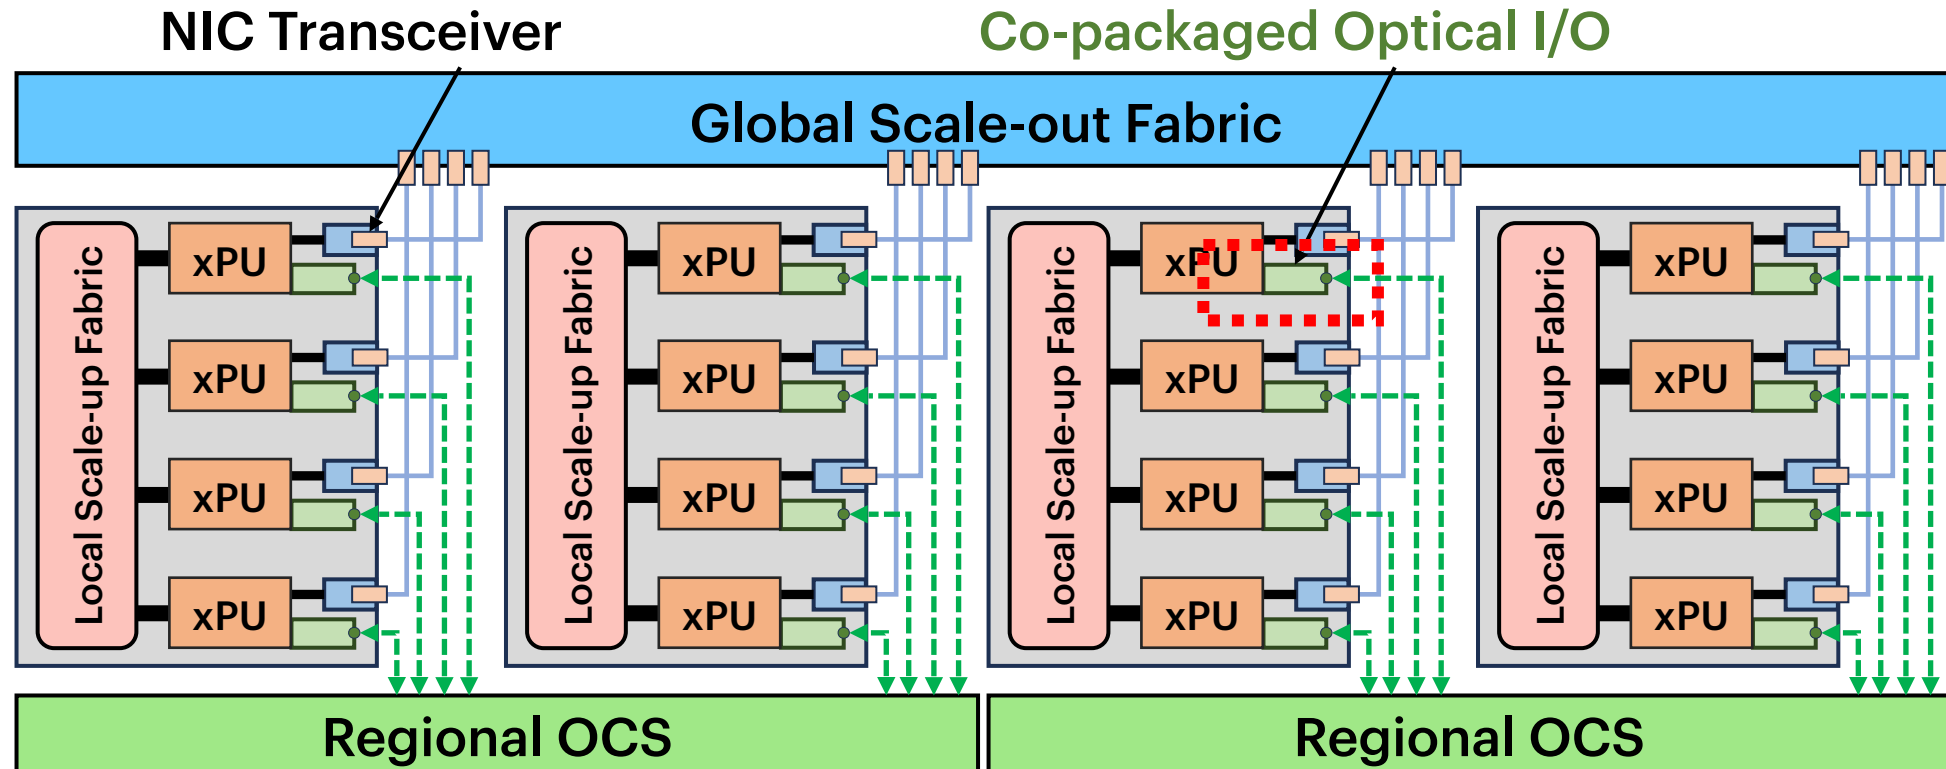 NIC Transceiver
Co-packaged Optical I/O
Global Scale-out Fabric
Local Scale-up Fabric
xPU
xPU
xPU
xPU
Local Scale-up Fabric
xPU
xPU
xPU
xPU
Local Scale-up Fabric
xPU
xPU
xPU
xPU
Local Scale-up Fabric
xPU
xPU
xPU
xPU
Regional OCS
Regional OCS